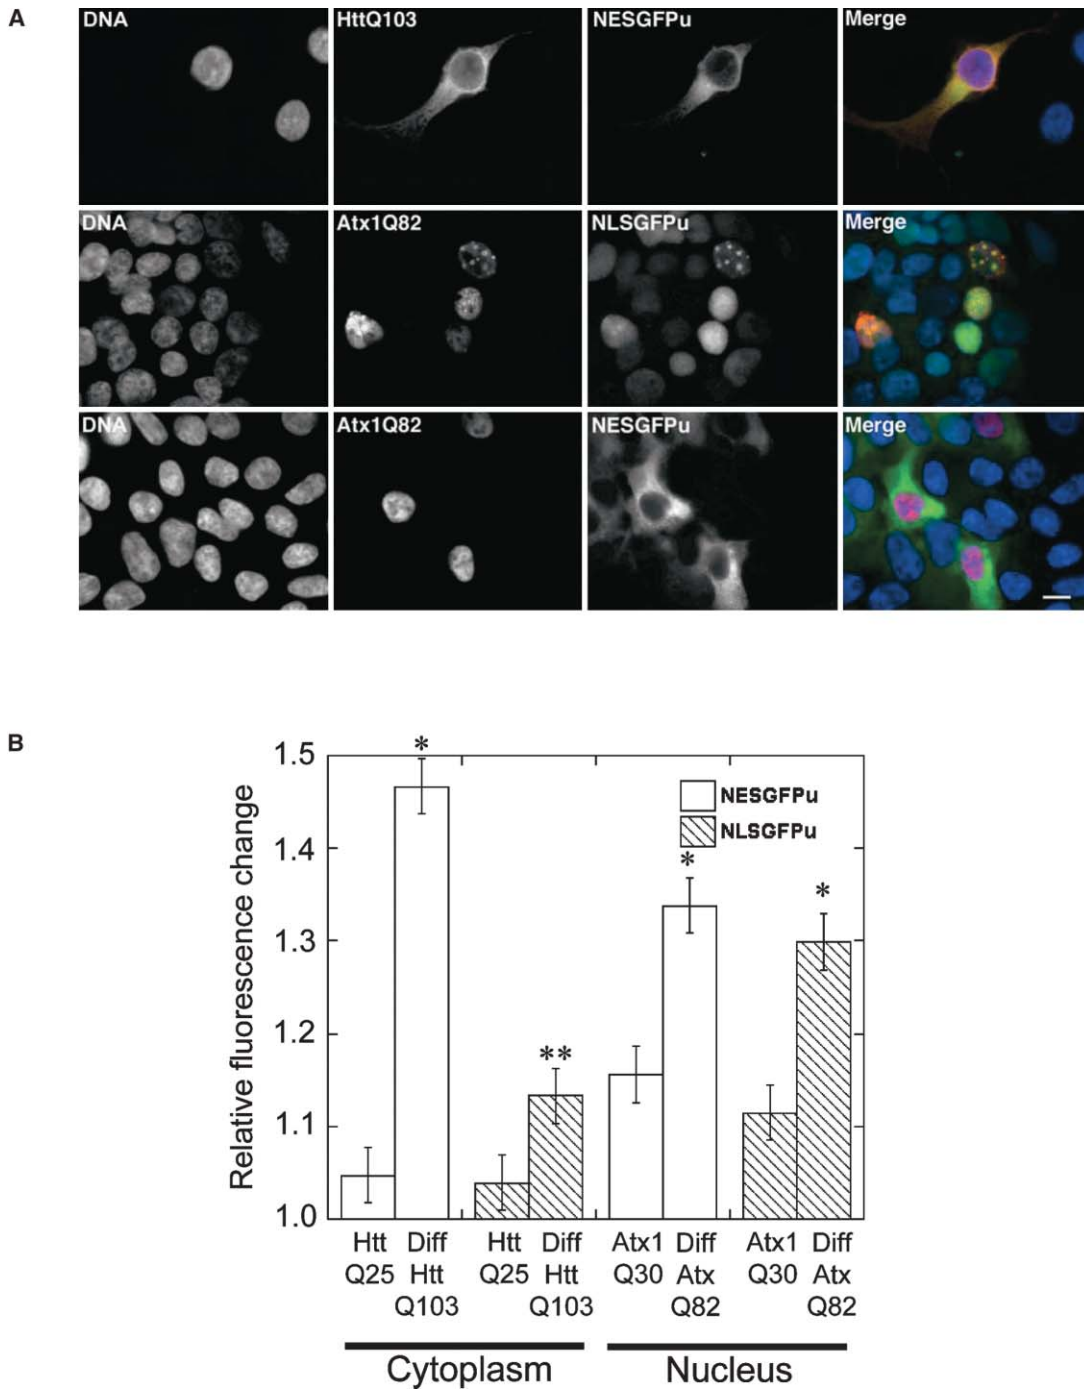 A
DNA HttQ103 NESGFPu Merge
DNA Atx1Q82 NLSGFPu Merge
DNA Atx1Q82 NESGFPu Merge
B
Relative fluorescence change
1.5
1.4
1.3
1.2
1.1
1.0
* ** * *
NESGFPu
NLSGFPu
Htt Diff Htt Diff Atx1 Diff Atx1 Diff
Q25 Htt Q25 Htt Q30 Atx Q30 Atx
Q103 Q103 Q82 Q82
Cytoplasm Nucleus